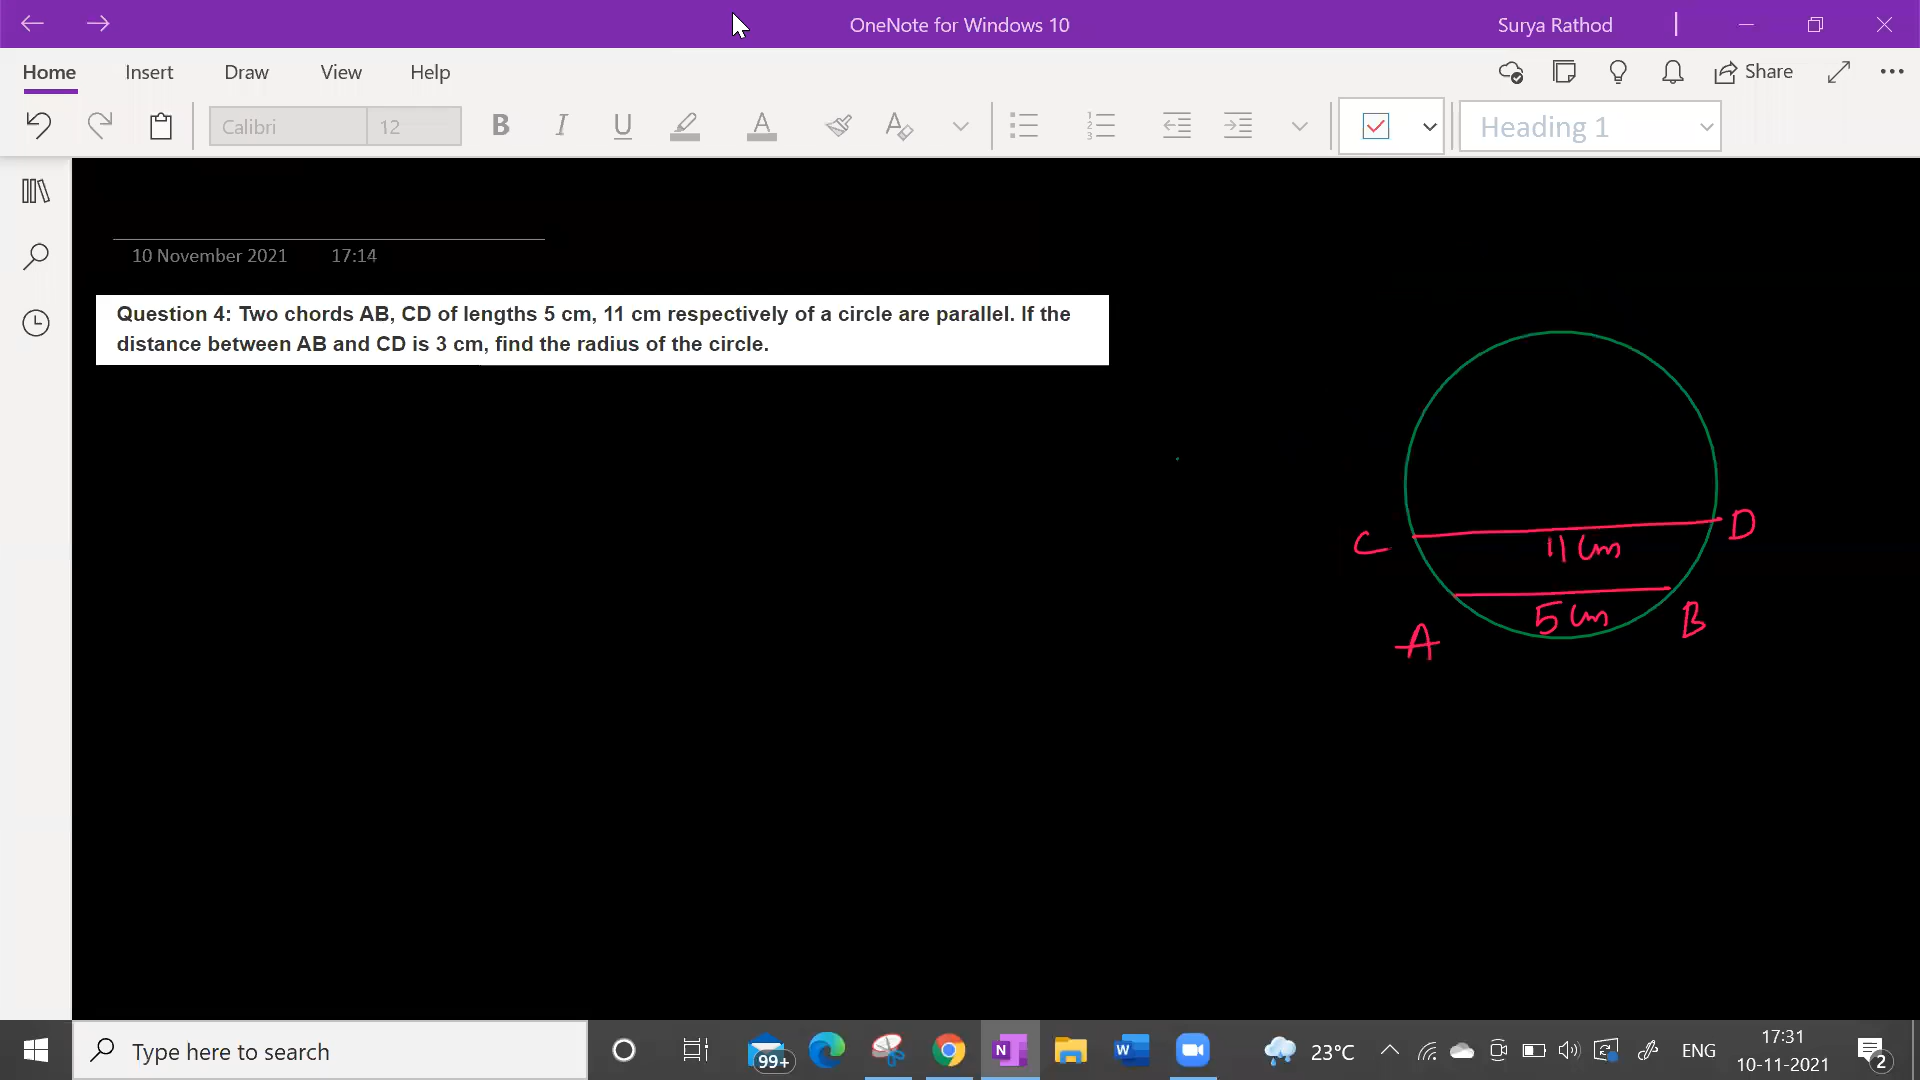 OneNote for Windows 10
Surya Rathod
Home
Insert
Draw
View
Help
Share
Calibri
12
B
I
U
A
A
Heading 1
10 November 2021
17:14
Question 4: Two chords AB, CD of lengths 5 cm, 11 cm respectively of a circle are parallel. If the
distance between AB and CD is 3 cm, find the radius of the circle.
C
D
11 cm
5 cm
A
B
Type here to search
99+
N
W
23°C
ENG
17:31
10-11-2021
2